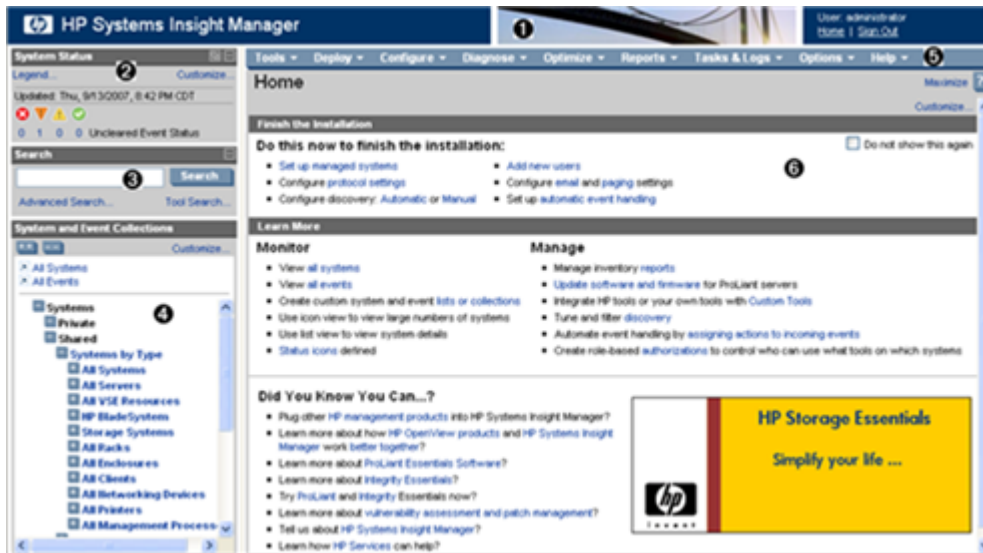 HP Systems Insight Manager
1
User: administrator
Home | Sign Out
System Status
2
Legend...
Customize...
Updated: Thu, 9/13/2007, 8:42 PM CDT
0 1 0 0 Uncleared Event Status
Search
3
Search
Advanced Search...
Tool Search...
System and Event Collections
Customize...
All Systems
All Events
4
Systems
Private
Shared
Systems by Type
All Systems
All Servers
All VSE Resources
HP BladeSystem
Storage Systems
All Racks
All Enclosures
All Clients
All Networking Devices
All Printers
All Management Process
Tools Deploy Configure Diagnose Optimize Reports Tasks & Logs Options Help 5
Home
Maximize ?
Customize...
Finish the Installation
Do this now to finish the installation:
Do not show this again
6
Set up managed systems
Configure protocol settings
Configure discovery: Automatic or Manual
Add new users
Configure email and paging settings
Set up automatic event handling
Learn More
Monitor
View all systems
View all events
Create custom system and event lists or collections
Use icon view to view large numbers of systems
Use list view to view system details
Status icons defined
Manage
Manage inventory reports
Update software and firmware for ProLiant servers
Integrate HP tools or your own tools with Custom Tools
Tune and filter discovery
Automate event handling by assigning actions to incoming events
Create role-based authorizations to control who can use what tools on which systems
Did You Know You Can...?
Plug other HP management products into HP Systems Insight Manager?
Learn more about how HP OpenView products and HP Systems Insight
Manager work better together?
Learn more about ProLiant Essentials Software?
Learn more about Integrity Essentials?
Try ProLiant and Integrity Essentials now?
Learn more about vulnerability assessment and patch management?
Tell us about HP Systems Insight Manager?
Learn how HP Services can help?
HP Storage Essentials
Simplify your life ...
hp
invent